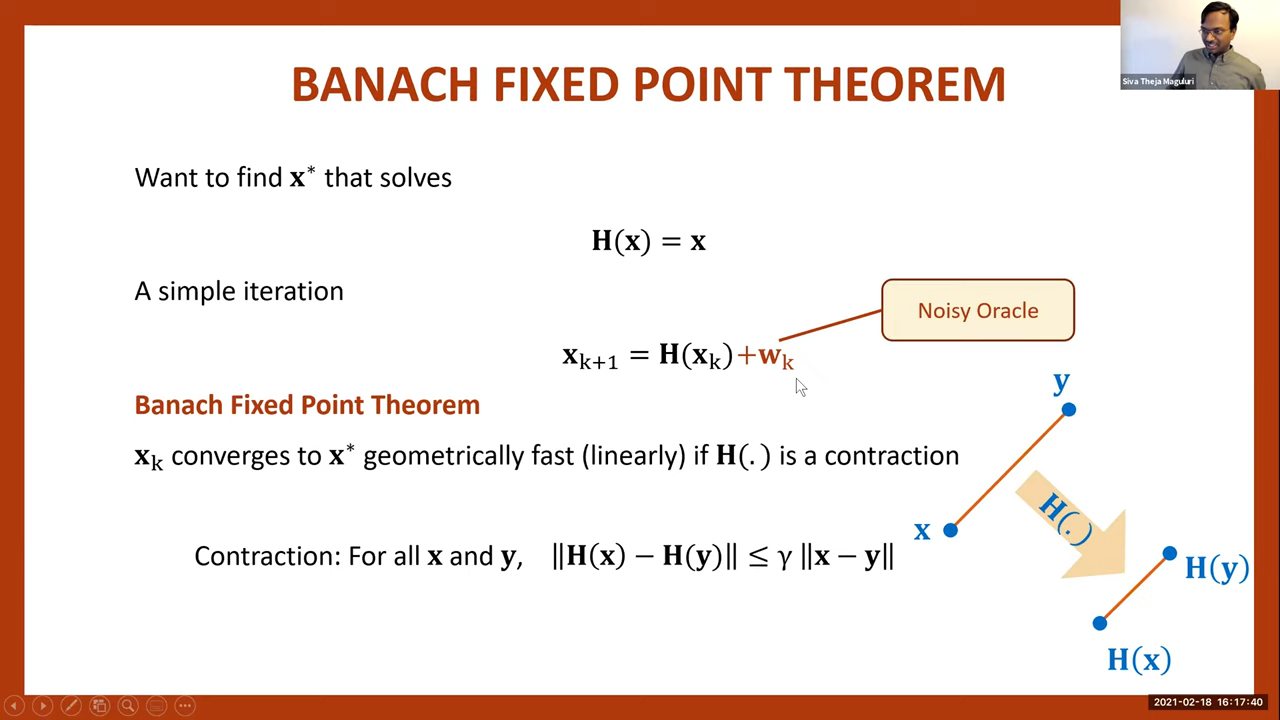 Siva Theja Maguluri
BANACH FIXED POINT THEOREM
Want to find x* that solves
H(x) = x
A simple iteration
Noisy Oracle
x_{k+1} = H(x_k)+w_k
Banach Fixed Point Theorem
x_k converges to x* geometrically fast (linearly) if H(.) is a contraction
Contraction: For all x and y, ‖H(x) − H(y)‖ ≤ γ ‖x − y‖
y
x
H(.)
H(y)
H(x)
2021-02-18 16:17:40